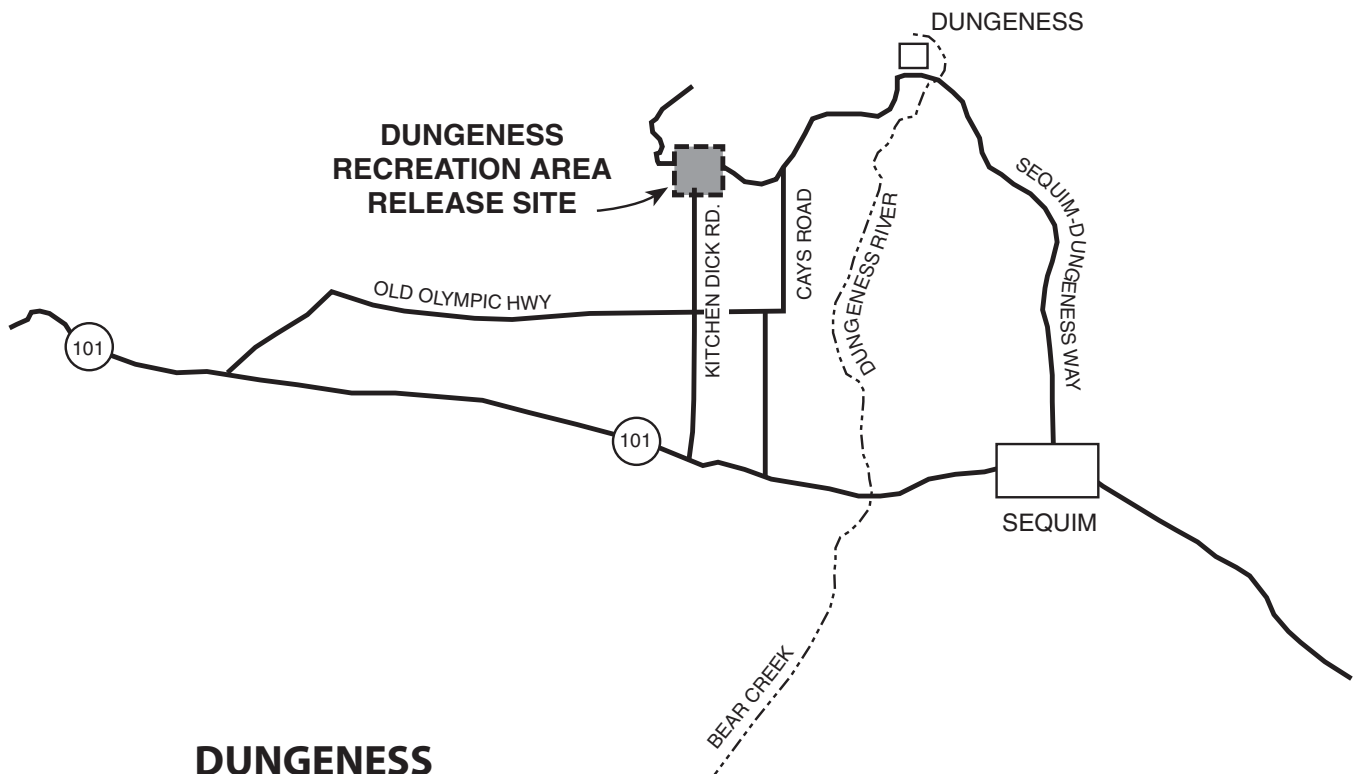 DUNGENESS
DUNGENESS
RECREATION AREA
RELEASE SITE
KITCHEN DICK RD.
CAYS ROAD
DUNGENESS RIVER
SEQUIM-DUNGENESS WAY
OLD OLYMPIC HWY
101
101
SEQUIM
BEAR CREEK
DUNGENESS